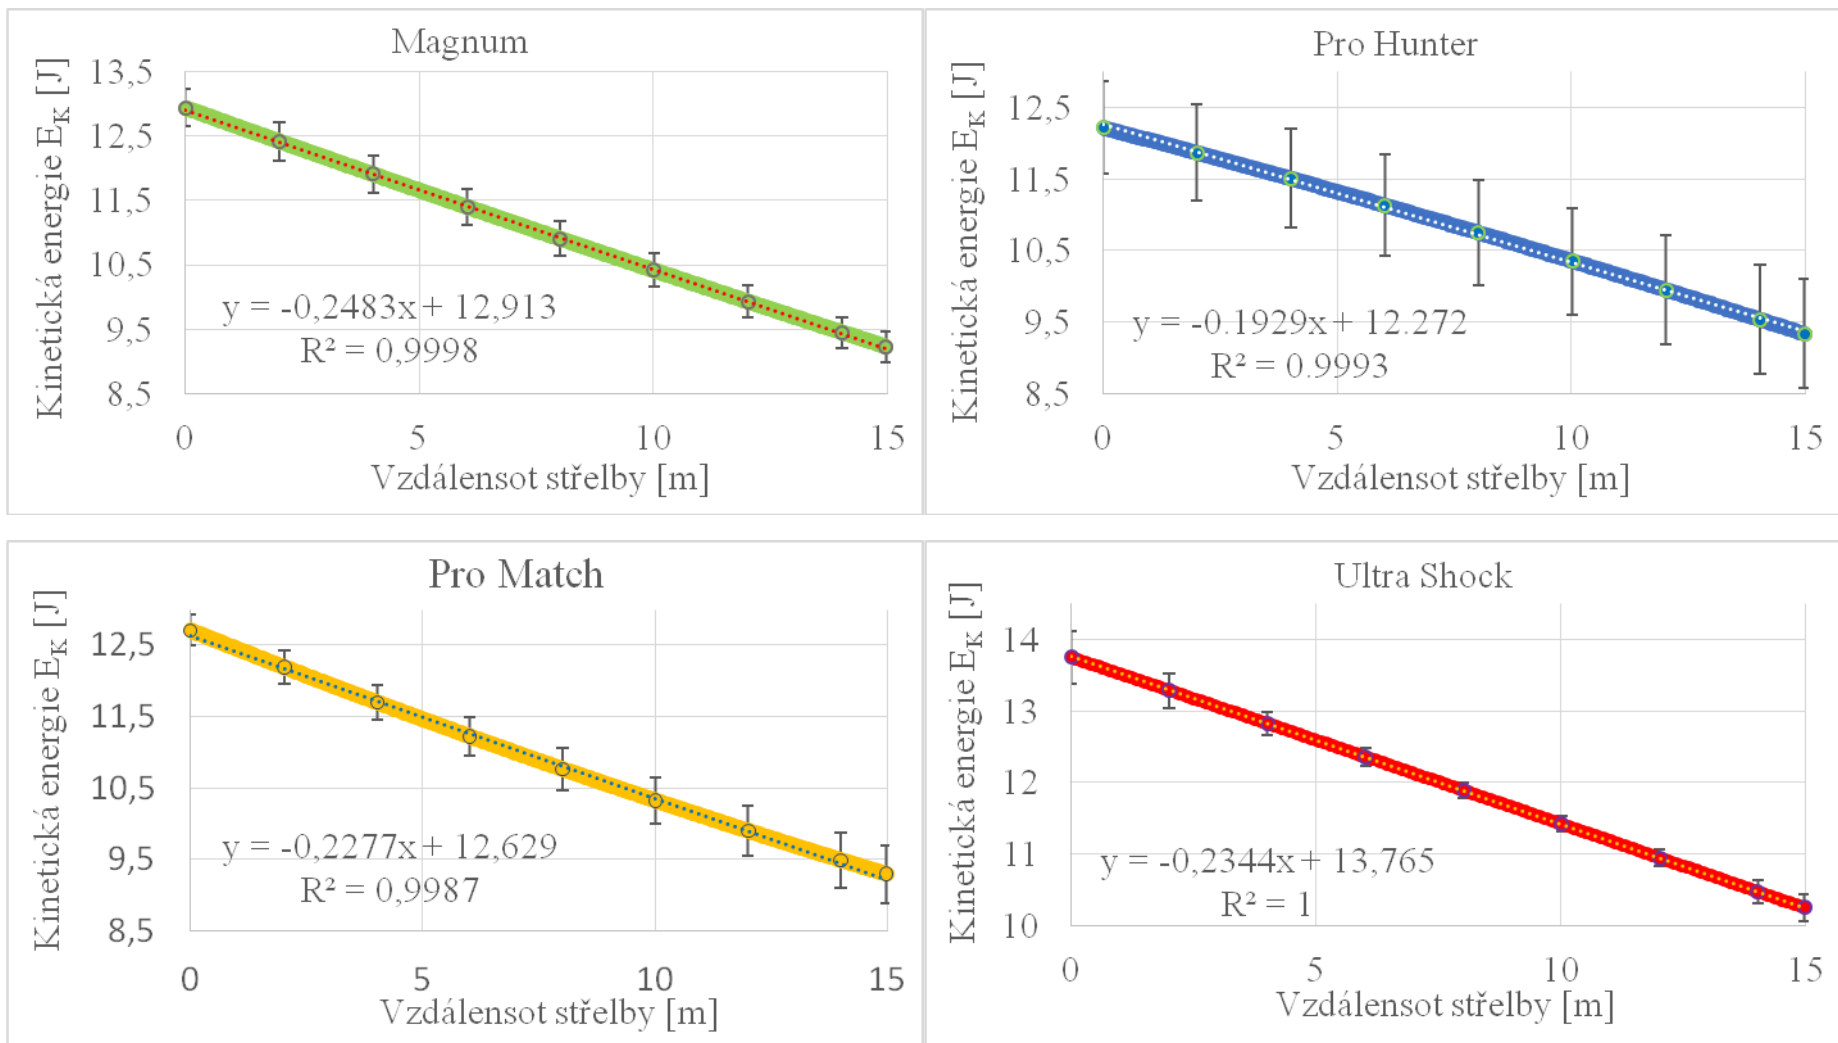 Magnum
Kinetická energie EK [J]
13,5
12,5
11,5
10,5
9,5
8,5
y = -0,2483x + 12,913
R² = 0,9998
0 5 10 15
Vzdálensot střelby [m]
Pro Hunter
Kinetická energie EK [J]
12,5
11,5
10,5
9,5
8,5
y = -0.1929x + 12.272
R² = 0.9993
0 5 10 15
Vzdálensot střelby [m]
Pro Match
Kinetická energie EK [J]
12,5
11,5
10,5
9,5
8,5
y = -0,2277x + 12,629
R² = 0,9987
0 5 10 15
Vzdálensot střelby [m]
Ultra Shock
Kinetická energie EK [J]
14
13
12
11
10
y = -0,2344x + 13,765
R² = 1
0 5 10 15
Vzdálensot střelby [m]